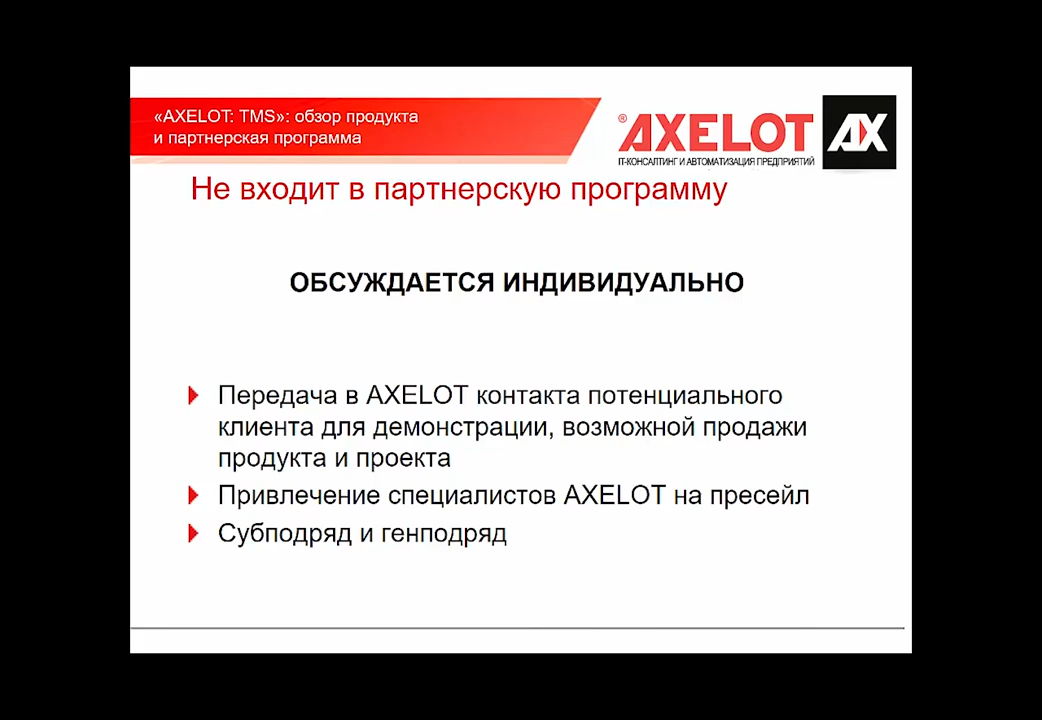 «AXELOT: TMS»: обзор продукта
и партнерская программа
® AXELOT AX
IT-КОНСАЛТИНГ И АВТОМАТИЗАЦИЯ ПРЕДПРИЯТИЙ
Не входит в партнерскую программу
ОБСУЖДАЕТСЯ ИНДИВИДУАЛЬНО
Передача в AXELOT контакта потенциального
клиента для демонстрации, возможной продажи
продукта и проекта
Привлечение специалистов AXELOT на пресейл
Субподряд и генподряд